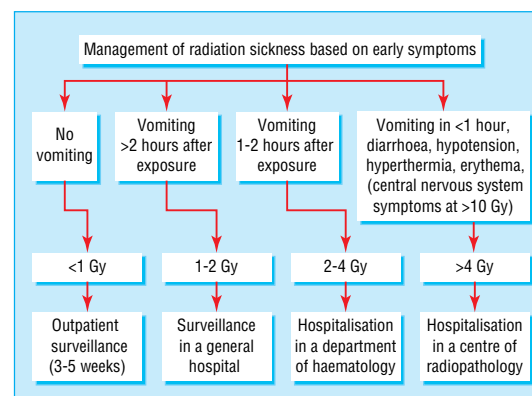 Management of radiation sickness based on early symptoms
No
vomiting
Vomiting
>2 hours after
exposure
Vomiting
1-2 hours after
exposure
Vomiting in <1 hour,
diarrhoea, hypotension,
hyperthermia, erythema,
(central nervous system
symptoms at >10 Gy)
<1 Gy
1-2 Gy
2-4 Gy
>4 Gy
Outpatient
surveillance
(3-5 weeks)
Surveillance
in a general
hospital
Hospitalisation
in a department
of haematology
Hospitalisation
in a centre of
radiopathology